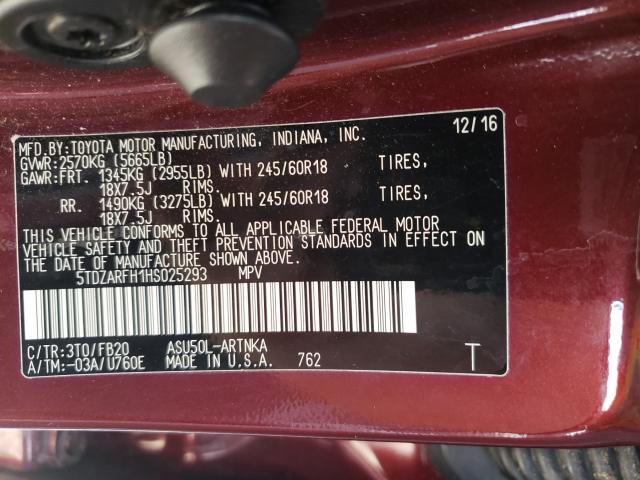 MFD.BY:TOYOTA MOTOR MANUFACTURING, INDIANA, INC. 12/16
GVWR:2570KG (5665LB)
GAWR:FRT. 1345KG (2955LB) WITH 245/60R18 TIRES,
18X7.5J RIMS.
RR. 1490KG (3275LB) WITH 245/60R18 TIRES,
18X7.5J RIMS.
THIS VEHICLE CONFORMS TO ALL APPLICABLE FEDERAL MOTOR
VEHICLE SAFETY AND THEFT PREVENTION STANDARDS IN EFFECT ON
THE DATE OF MANUFACTURE SHOWN ABOVE.
5TDZARFH1HS025293 MPV
C/TR:3T0/FB20 ASU50L-ARTNKA
A/TM:-03A/U760E MADE IN U.S.A. 762 T